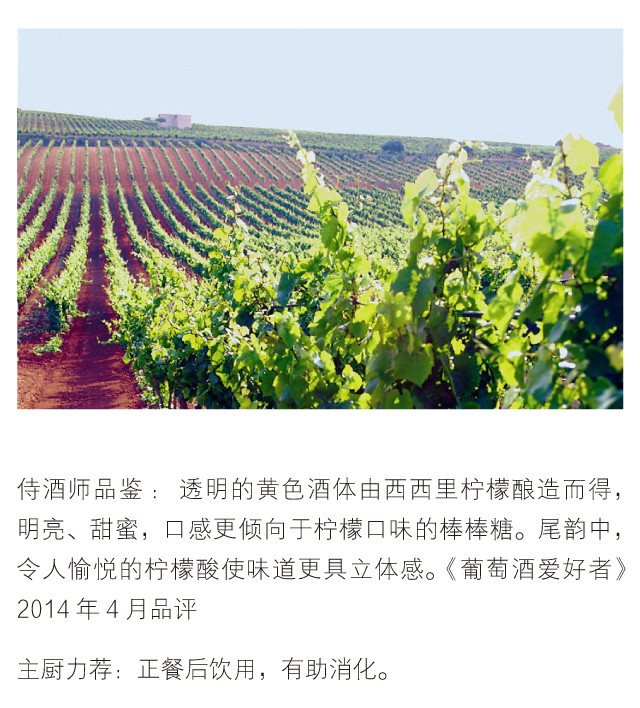 侍酒师品鉴： 透明的黄色酒体由西西里柠檬酿造而得，
明亮、甜蜜，口感更倾向于柠檬口味的棒棒糖。尾韵中，
令人愉悦的柠檬酸使味道更具立体感。《葡萄酒爱好者》
2014 年 4 月品评
主厨力荐：正餐后饮用，有助消化。